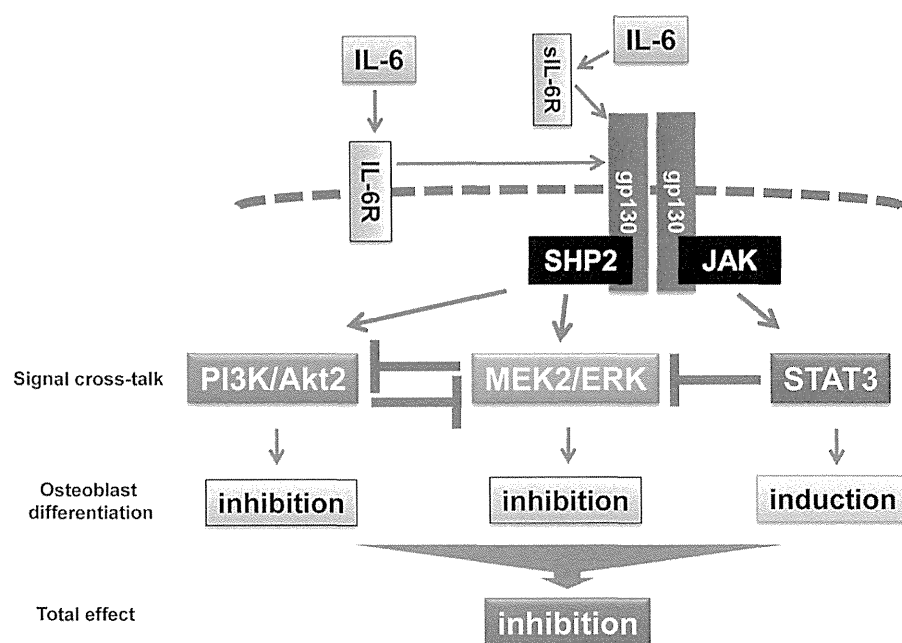 IL-6
IL-6
sIL-6R
IL-6R
gp130
gp130
SHP2
JAK
Signal cross-talk
PI3K/Akt2
MEK2/ERK
STAT3
Osteoblast
differentiation
inhibition
inhibition
induction
Total effect
inhibition